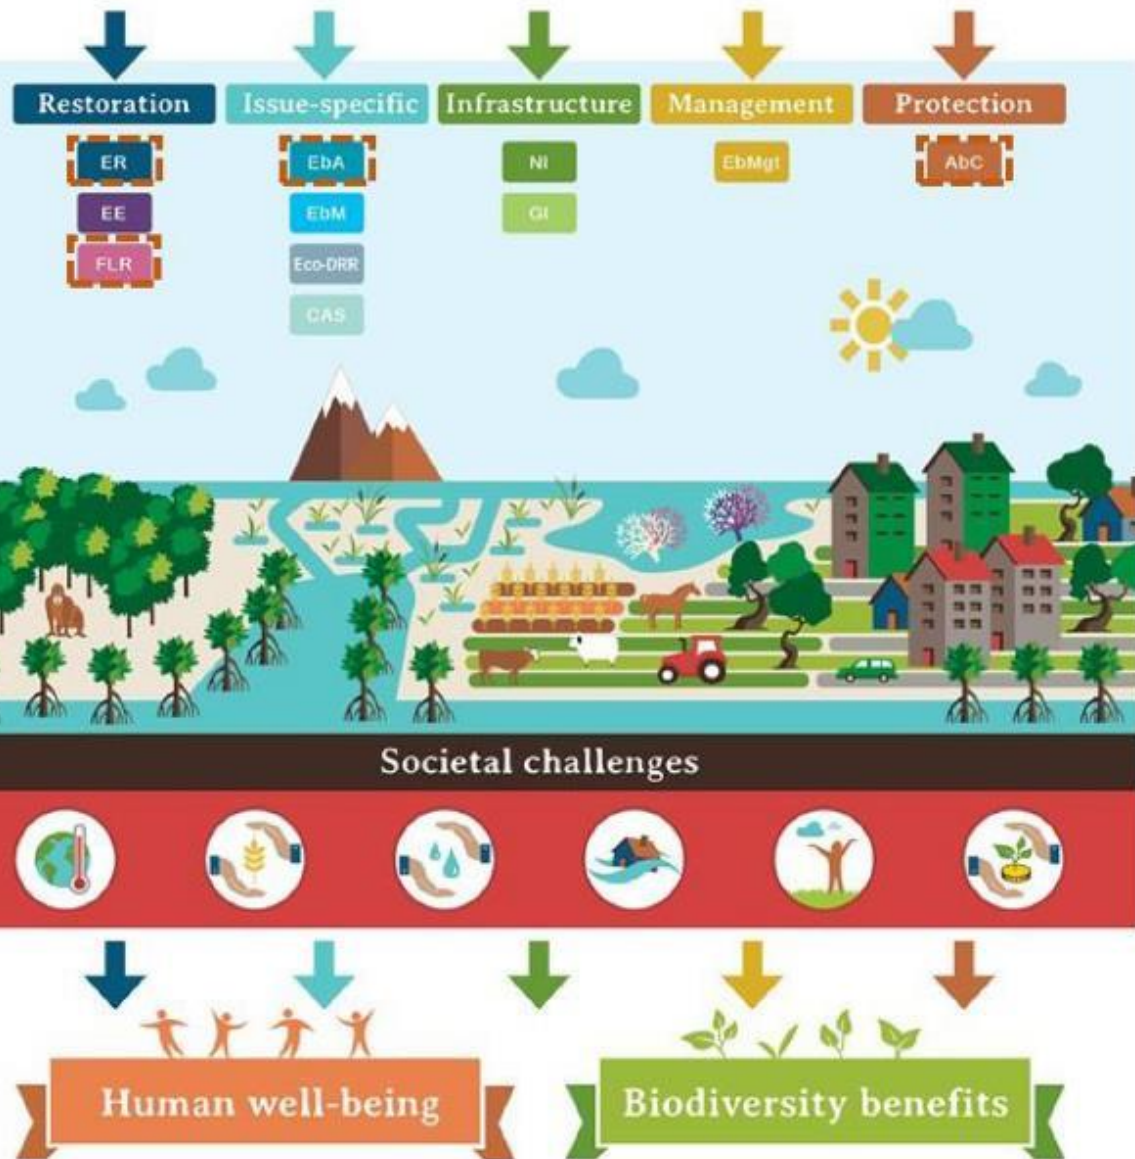 Restoration
Issue-specific
Infrastructure
Management
Protection
ER
EbA
NI
EbMgt
AbC
EE
EbM
GI
FLR
Eco-DRR
CAS
Societal challenges
Human well-being
Biodiversity benefits